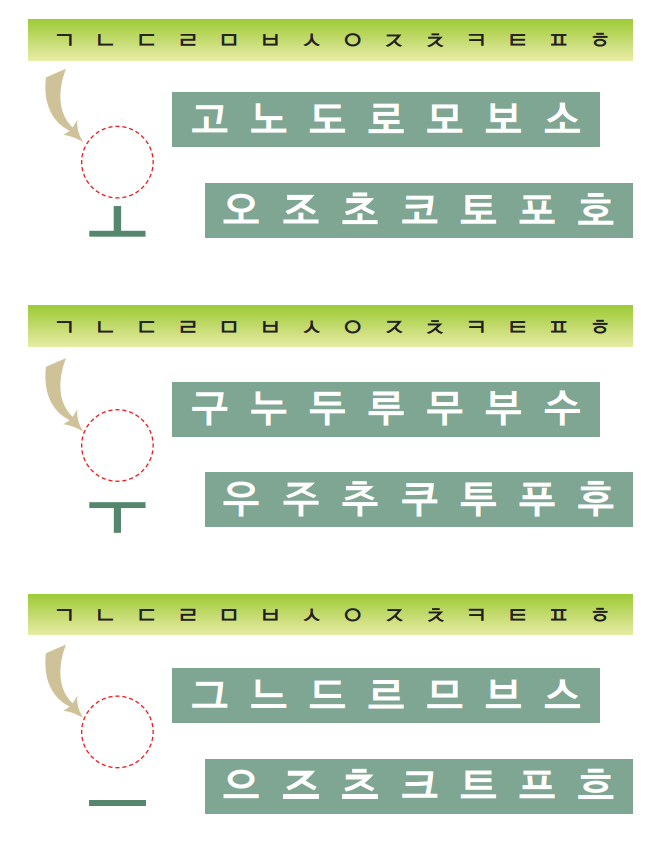 ㄱ ㄴ ㄷ ㄹ ㅁ ㅂ ㅅ ㅇ ㅈ ㅊ ㅋ ㅌ ㅍ ㅎ
고 노 도 로 모 보 소
오 조 초 코 토 포 호
ㅗ
ㄱ ㄴ ㄷ ㄹ ㅁ ㅂ ㅅ ㅇ ㅈ ㅊ ㅋ ㅌ ㅍ ㅎ
구 누 두 루 무 부 수
우 주 추 쿠 투 푸 후
ㅜ
ㄱ ㄴ ㄷ ㄹ ㅁ ㅂ ㅅ ㅇ ㅈ ㅊ ㅋ ㅌ ㅍ ㅎ
그 느 드 르 므 브 스
으 즈 츠 크 트 프 흐
ㅡ